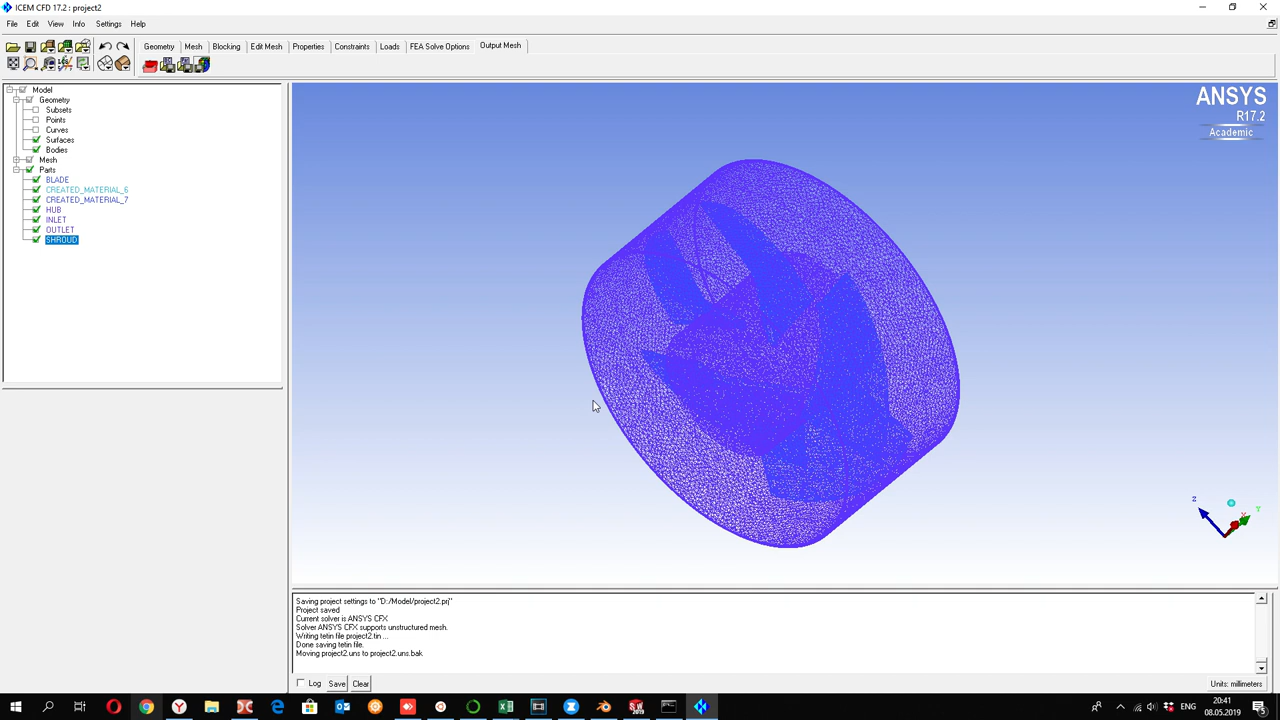 ICEM CFD 17.2 : project2
File Edit View Info Settings Help
Geometry Mesh Blocking Edit Mesh Properties Constraints Loads FEA Solve Options Output Mesh
Model
Geometry
Subsets
Points
Curves
Surfaces
Bodies
Mesh
Parts
BLADE
CREATED_MATERIAL_6
CREATED_MATERIAL_7
HUB
INLET
OUTLET
SHROUD
ANSYS
R17.2
Academic
Z
X
Y
Saving project settings to "D:/Model/project2.prj"
Project saved
Current solver is ANSYS CFX
Solver ANSYS CFX supports unstructured mesh.
Writing tetin file project2.tin ...
Done saving tetin file.
Moving project2.uns to project2.uns.bak
Log Save Clear
Units: millimeters
ENG
20:41
08.05.2019